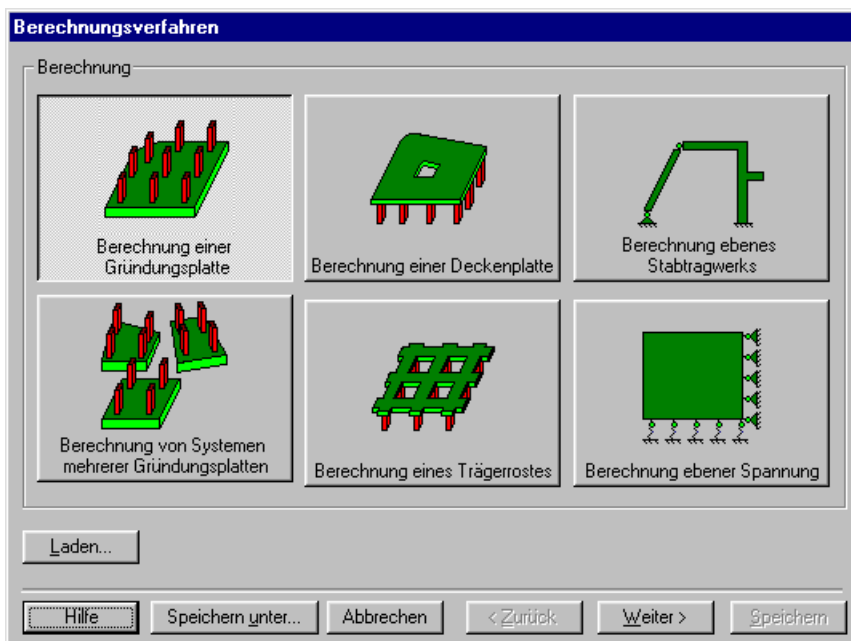 Berechnungsverfahren
Berechnung
Berechnung einer
Gründungsplatte
Berechnung einer Deckenplatte
Berechnung ebenes
Stabtragwerks
Berechnung von Systemen
mehrerer Gründungsplatten
Berechnung eines Trägerrostes
Berechnung ebener Spannung
Laden...
Hilfe
Speichern unter...
Abbrechen
< Zurück
Weiter >
Speichern